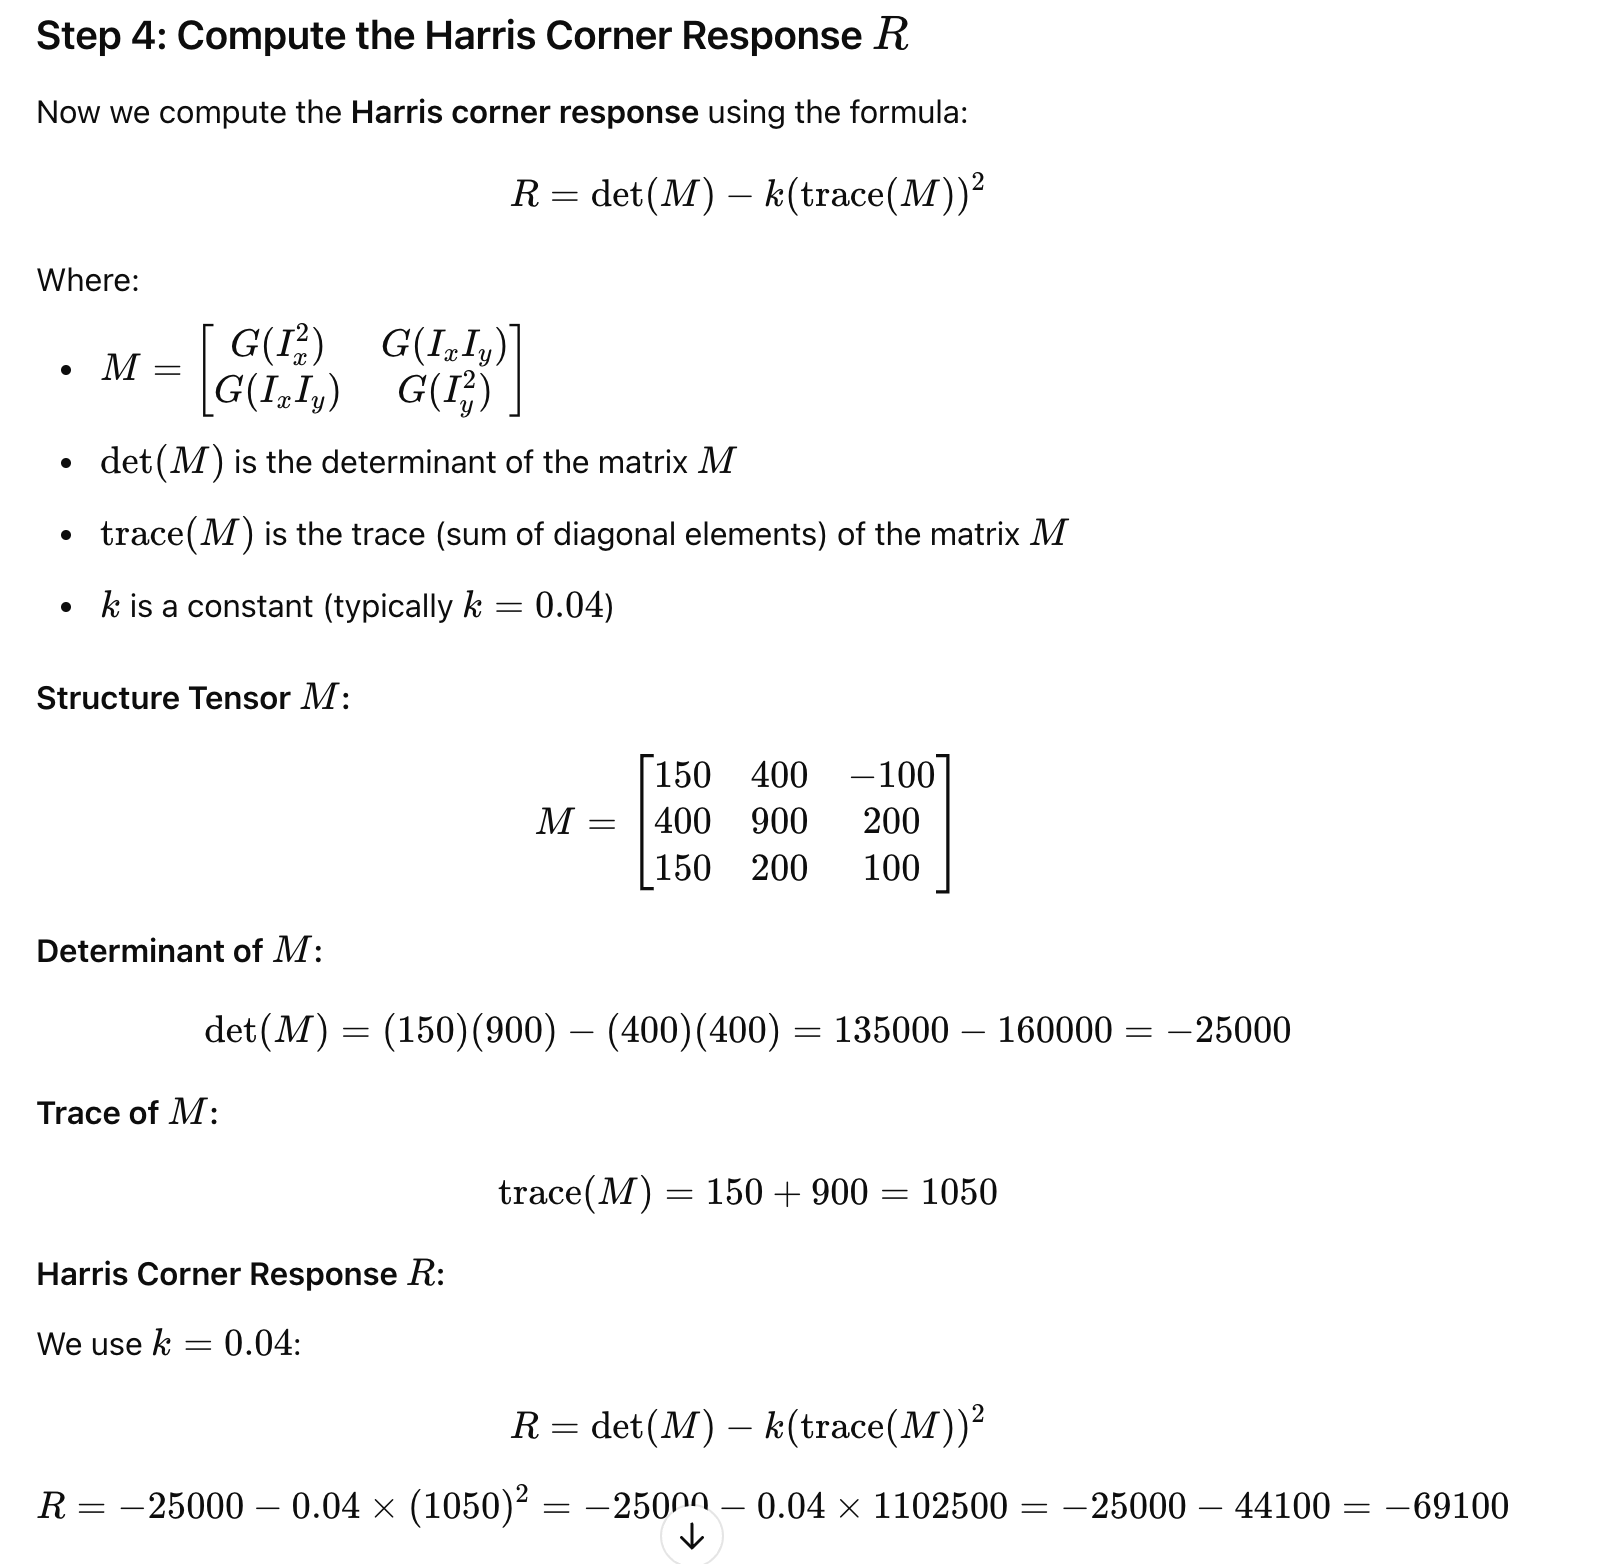 Step 4: Compute the Harris Corner Response R
Now we compute the Harris corner response using the formula:
R = det(M) − k(trace(M))²
Where:
• M = [G(Iₓ²) G(IₓI_y)
G(IₓI_y) G(I_y²)]
• det(M) is the determinant of the matrix M
• trace(M) is the trace (sum of diagonal elements) of the matrix M
• k is a constant (typically k = 0.04)
Structure Tensor M:
M = [150 400 −100
400 900 200
150 200 100]
Determinant of M:
det(M) = (150)(900) − (400)(400) = 135000 − 160000 = −25000
Trace of M:
trace(M) = 150 + 900 = 1050
Harris Corner Response R:
We use k = 0.04:
R = det(M) − k(trace(M))²
R = −25000 − 0.04 × (1050)² = −25000 − 0.04 × 1102500 = −25000 − 44100 = −69100